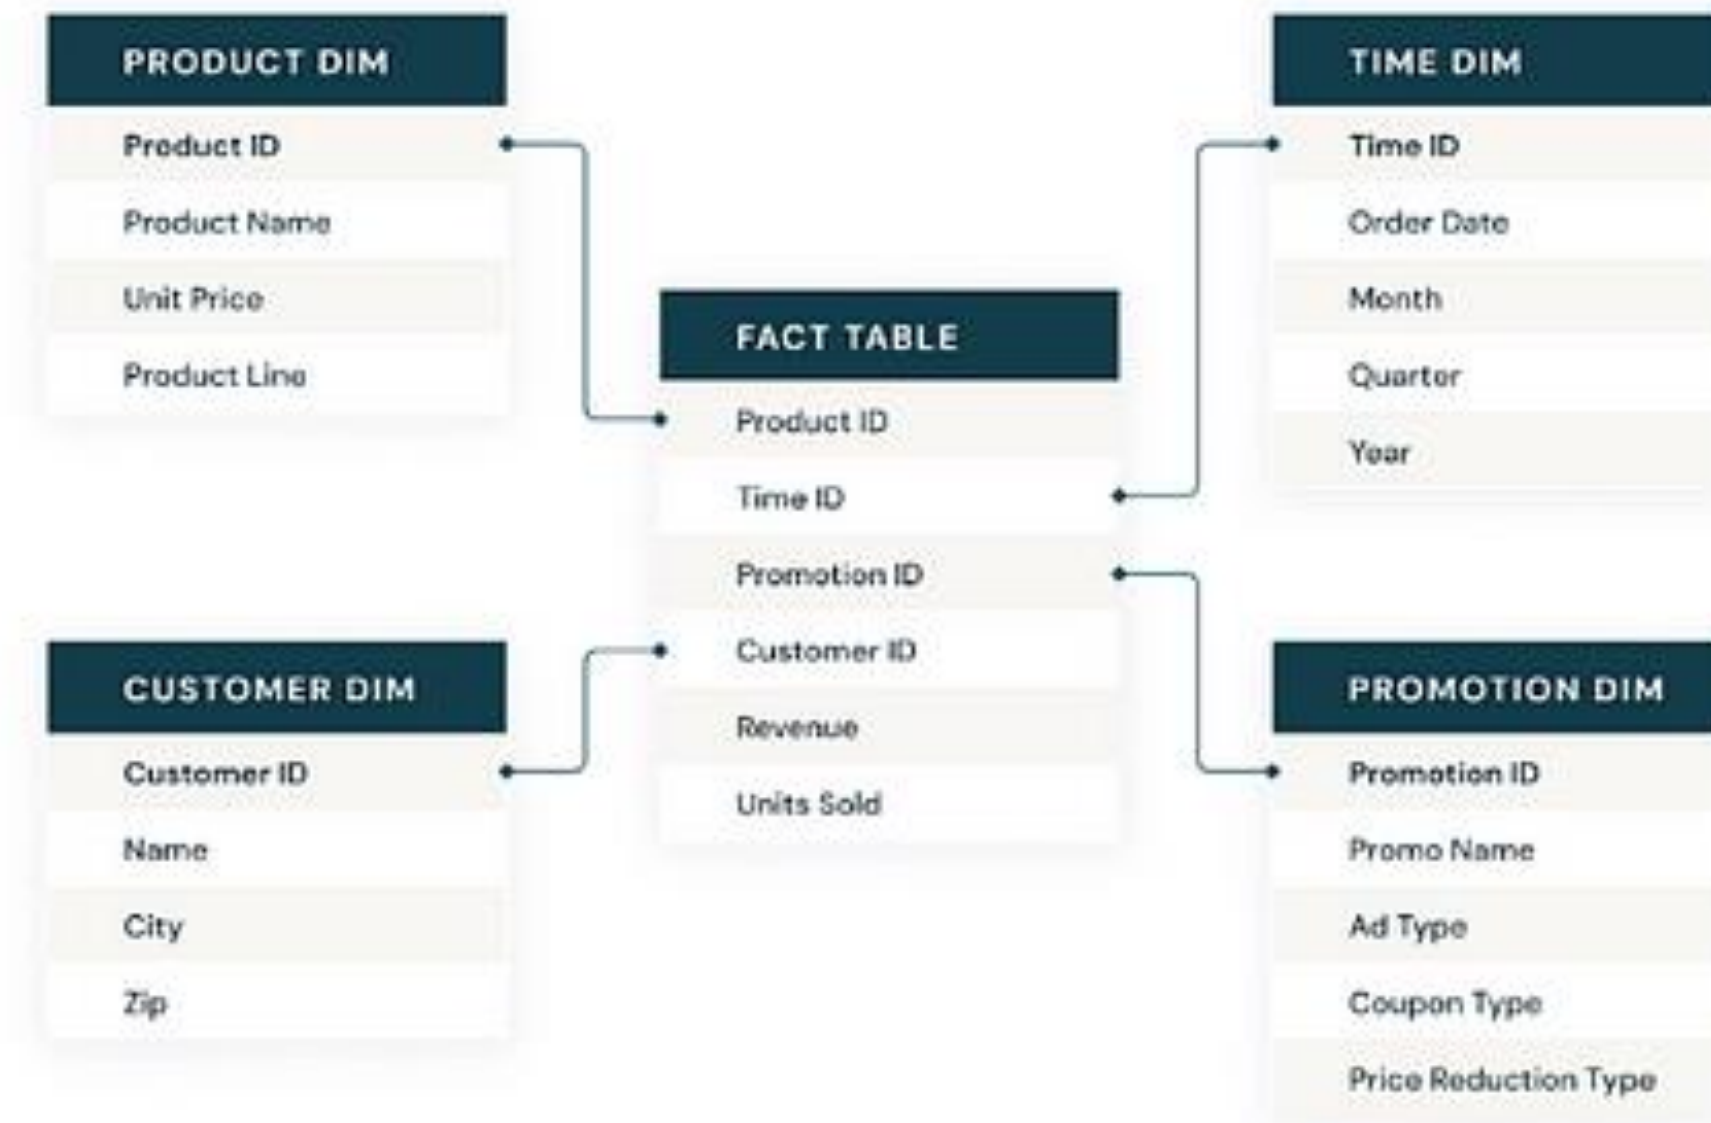 PRODUCT DIM
Product ID
Product Name
Unit Price
Product Line
TIME DIM
Time ID
Order Date
Month
Quarter
Year
FACT TABLE
Product ID
Time ID
Promotion ID
Customer ID
Revenue
Units Sold
CUSTOMER DIM
Customer ID
Name
City
Zip
PROMOTION DIM
Promotion ID
Promo Name
Ad Type
Coupon Type
Price Reduction Type